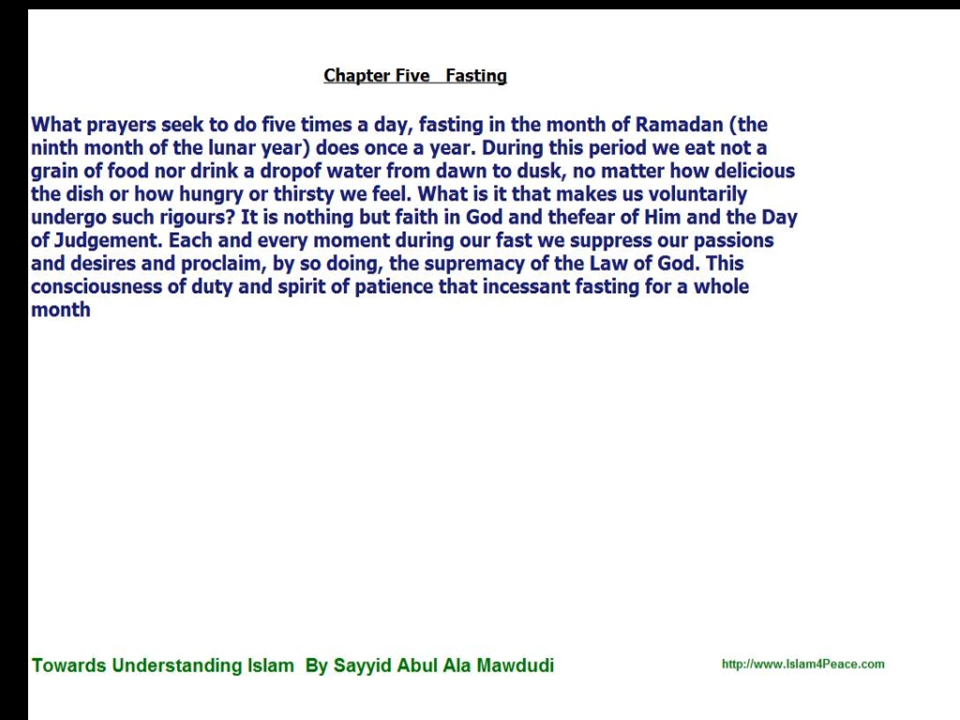 Chapter Five   Fasting
What prayers seek to do five times a day, fasting in the month of Ramadan (the
ninth month of the lunar year) does once a year. During this period we eat not a
grain of food nor drink a dropof water from dawn to dusk, no matter how delicious
the dish or how hungry or thirsty we feel. What is it that makes us voluntarily
undergo such rigours? It is nothing but faith in God and thefear of Him and the Day
of Judgement. Each and every moment during our fast we suppress our passions
and desires and proclaim, by so doing, the supremacy of the Law of God. This
consciousness of duty and spirit of patience that incessant fasting for a whole
month
Towards Understanding Islam  By Sayyid Abul Ala Mawdudi
http://www.Islam4Peace.com